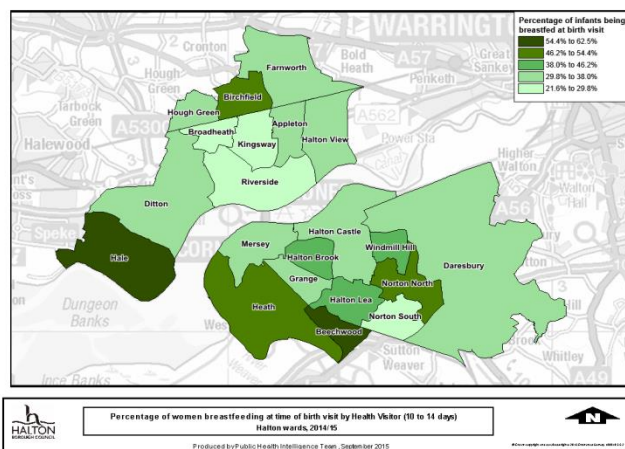 WARRINGTON
Percentage of infants being
breastfed at birth visit
54.4% to 62.5%
46.2% to 54.4%
38.0% to 46.2%
29.8% to 38.0%
21.6% to 29.8%
Cronton
Bold
Heath
A57
Great
Sankey
Penketh
Farnworth
Hough
Green
Birchfield
Tarbock
Green
Hough Green
A5300
Appleton
A562
Broadheath
Kingsway
Halton View
Power Sta
Halewood
Higher
Walton
Riverside
Ditton
A56
Speke
Halton Castle
Mersey
Windmill Hill
Hale
Halton Brook
Daresbury
Grange
Norton North
Heath
Halton Lea
Dungeon
Banks
Norton South
Beechwood
Sutton
Weaver
Whitley
Ince Banks
A49
HALTON
BOROUGH COUNCIL
Percentage of women breastfeeding at time of birth visit by Health Visitor (10 to 14 days)
Halton wards, 2014/15
N
Produced by Public Health Intelligence Team, September 2015